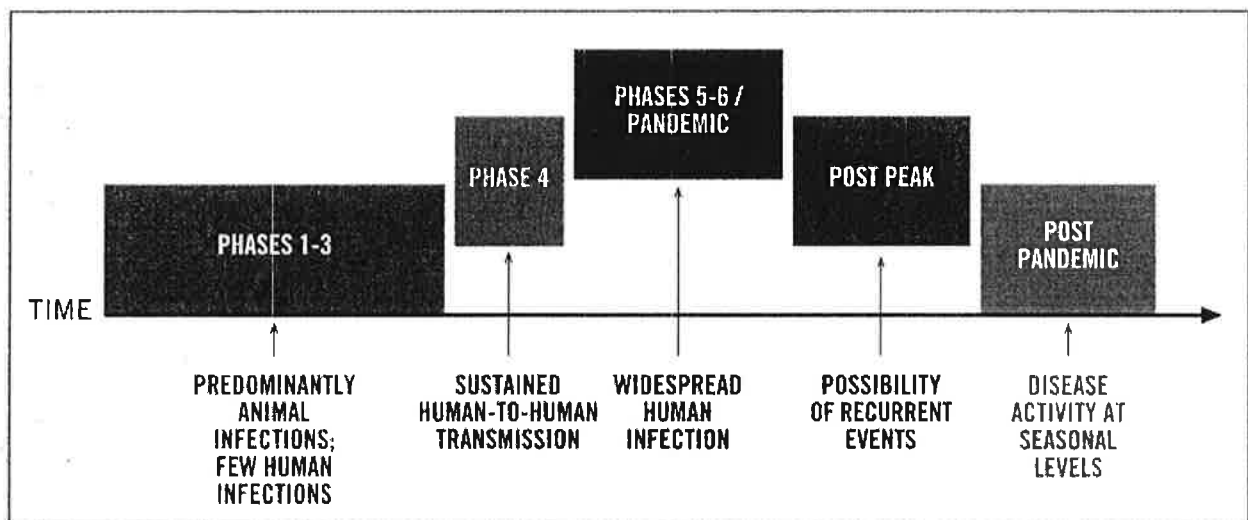 PHASES 5-6 /
PANDEMIC
PHASE 4
POST PEAK
PHASES 1-3
POST
PANDEMIC
TIME
PREDOMINANTLY
ANIMAL
INFECTIONS;
FEW HUMAN
INFECTIONS
SUSTAINED
HUMAN-TO-HUMAN
TRANSMISSION
WIDESPREAD
HUMAN
INFECTION
POSSIBILITY
OF RECURRENT
EVENTS
DISEASE
ACTIVITY AT
SEASONAL
LEVELS